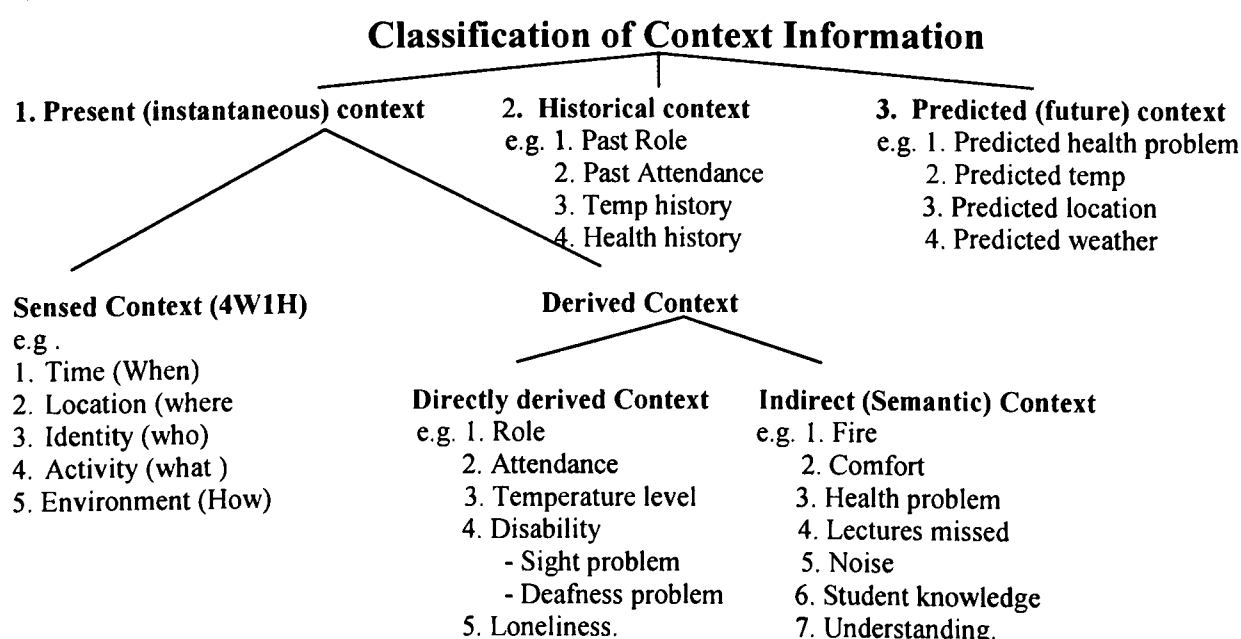 Classification of Context Information
1. Present (instantaneous) context
2. Historical context
e.g. 1. Past Role
2. Past Attendance
3. Temp history
4. Health history
3. Predicted (future) context
e.g. 1. Predicted health problem
2. Predicted temp
3. Predicted location
4. Predicted weather
Sensed Context (4W1H)
e.g .
1. Time (When)
2. Location (where
3. Identity (who)
4. Activity (what )
5. Environment (How)
Derived Context
Directly derived Context
e.g. 1. Role
2. Attendance
3. Temperature level
4. Disability
- Sight problem
- Deafness problem
5. Loneliness.
Indirect (Semantic) Context
e.g. 1. Fire
2. Comfort
3. Health problem
4. Lectures missed
5. Noise
6. Student knowledge
7. Understanding.